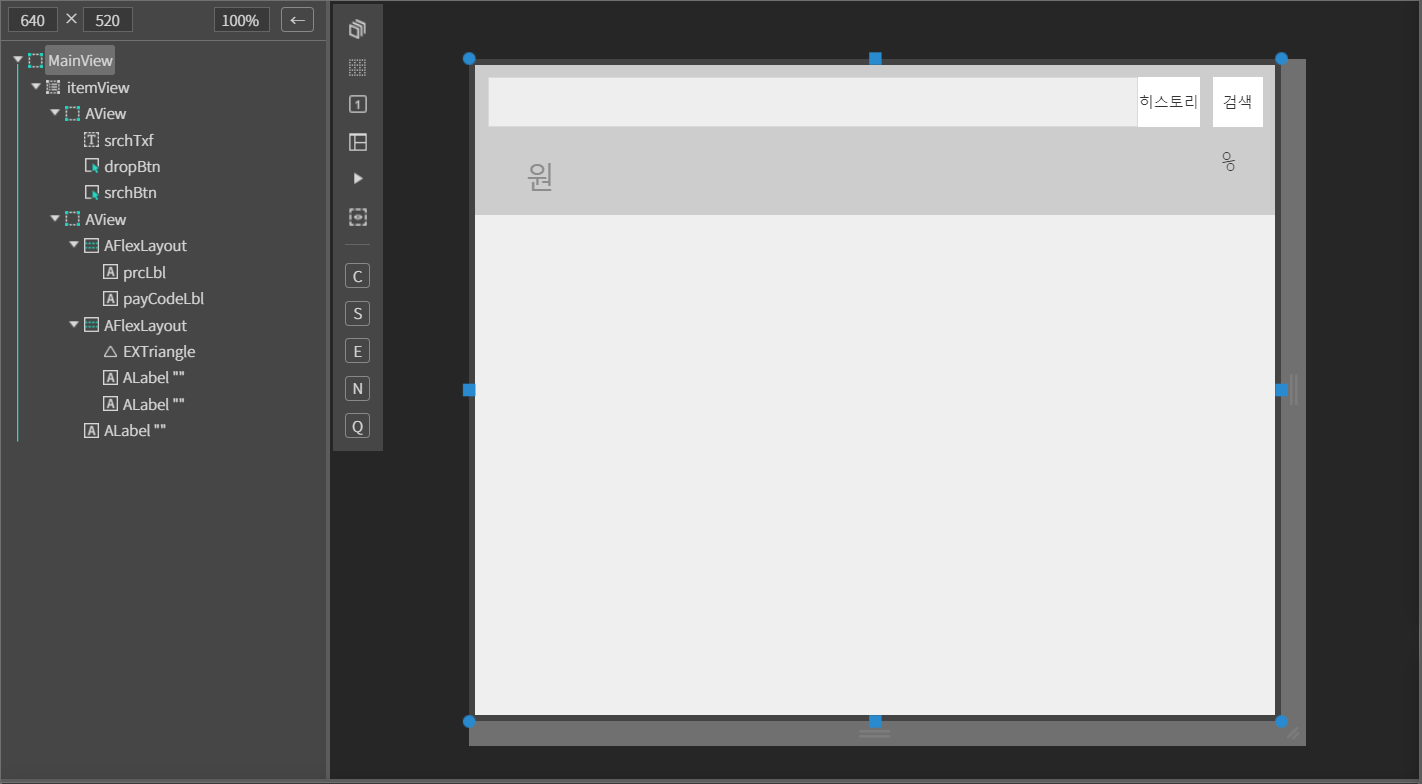 640 × 520 100% ←
MainView
itemView
AView
srchTxf
dropBtn
srchBtn
AView
AFlexLayout
prcLbl
payCodeLbl
AFlexLayout
EXTriangle
ALabel ""
ALabel ""
ALabel ""
1
C
S
E
N
Q
히스토리 검색
원